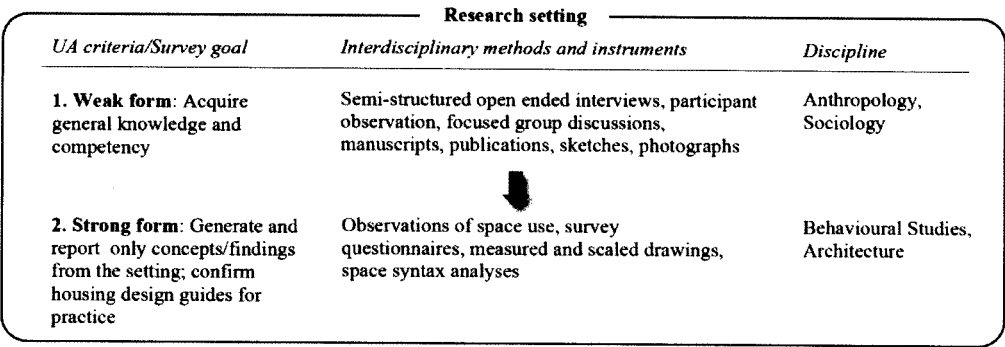 Research setting
UA criteria/Survey goal
Interdisciplinary methods and instruments
Discipline
1. Weak form: Acquire
general knowledge and
competency
Semi-structured open ended interviews, participant
observation, focused group discussions,
manuscripts, publications, sketches, photographs
Anthropology,
Sociology
2. Strong form: Generate and
report only concepts/findings
from the setting; confirm
housing design guides for
practice
Observations of space use, survey
questionnaires, measured and scaled drawings,
space syntax analyses
Behavioural Studies,
Architecture